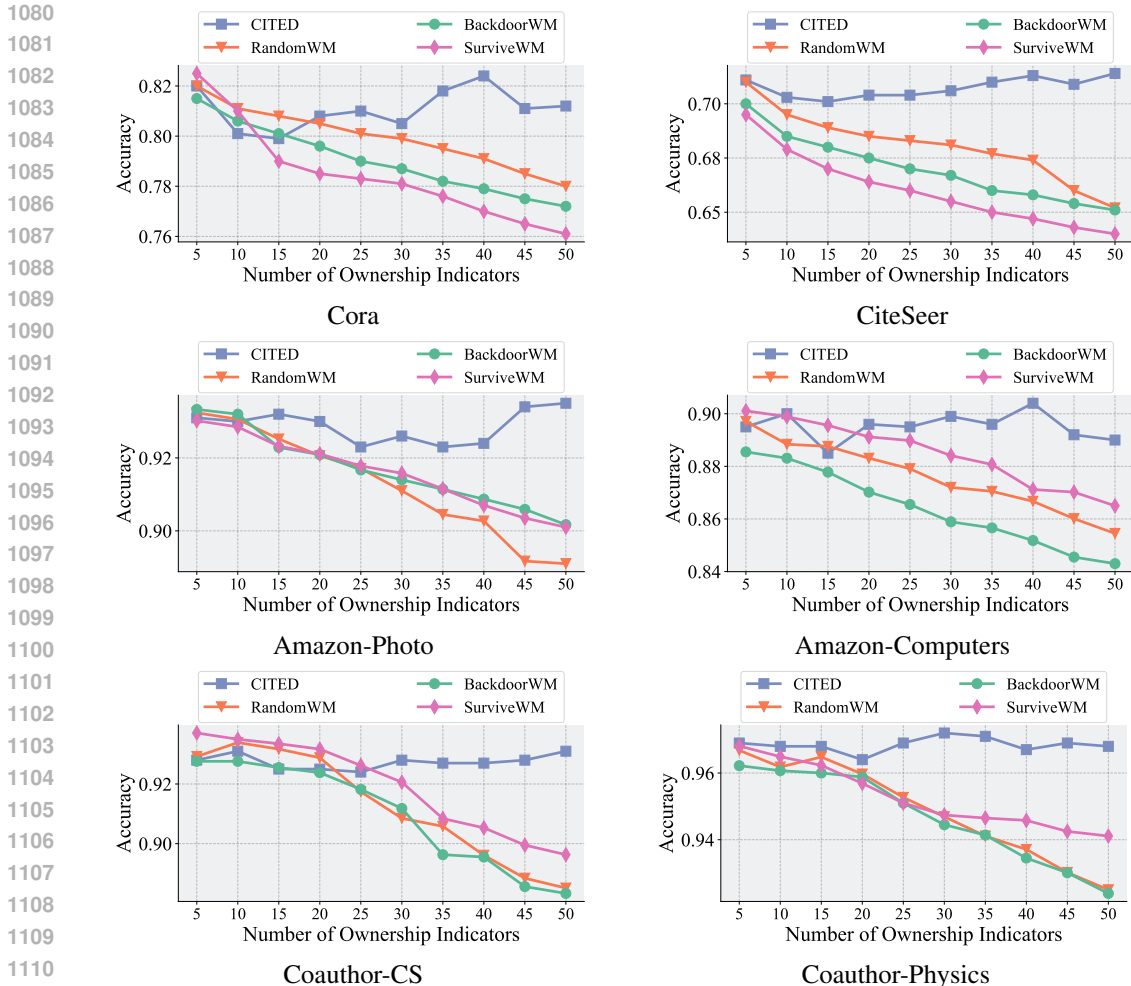 1080
1081
1082
1083
1084
1085
1086
1087
1088
1089
1090
1091
1092
1093
1094
1095
1096
1097
1098
1099
1100
1101
1102
1103
1104
1105
1106
1107
1108
1109
1110
CITED BackdoorWM
RandomWM SurviveWM
Accuracy
0.82
0.80
0.78
0.76
5 10 15 20 25 30 35 40 45 50
Number of Ownership Indicators
Cora
CITED BackdoorWM
RandomWM SurviveWM
Accuracy
0.70
0.68
0.65
5 10 15 20 25 30 35 40 45 50
Number of Ownership Indicators
CiteSeer
CITED BackdoorWM
RandomWM SurviveWM
Accuracy
0.92
0.90
5 10 15 20 25 30 35 40 45 50
Number of Ownership Indicators
Amazon-Photo
CITED BackdoorWM
RandomWM SurviveWM
Accuracy
0.90
0.88
0.86
0.84
5 10 15 20 25 30 35 40 45 50
Number of Ownership Indicators
Amazon-Computers
CITED BackdoorWM
RandomWM SurviveWM
Accuracy
0.92
0.90
5 10 15 20 25 30 35 40 45 50
Number of Ownership Indicators
Coauthor-CS
CITED BackdoorWM
RandomWM SurviveWM
Accuracy
0.96
0.94
5 10 15 20 25 30 35 40 45 50
Number of Ownership Indicators
Coauthor-Physics